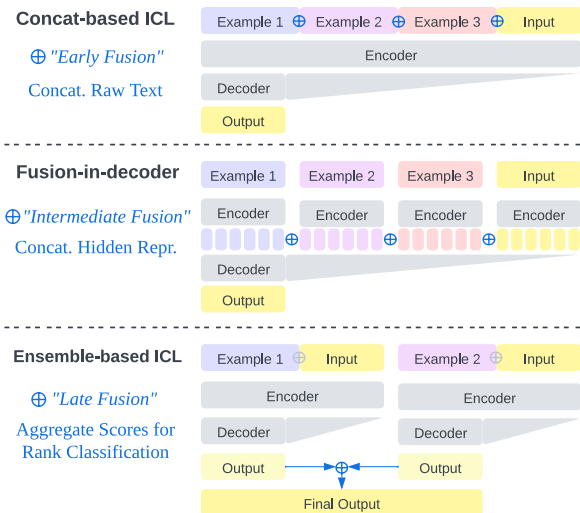 Concat-based ICL
Example 1 ⊕ Example 2 ⊕ Example 3 ⊕ Input
⊕ "Early Fusion"
Encoder
Concat. Raw Text
Decoder
Output
Fusion-in-decoder
Example 1 Example 2 Example 3 Input
⊕ "Intermediate Fusion"
Encoder Encoder Encoder Encoder
Concat. Hidden Repr.
⊕ ⊕ ⊕
Decoder
Output
Ensemble-based ICL
Example 1 ⊕ Input Example 2 ⊕ Input
⊕ "Late Fusion"
Encoder Encoder
Aggregate Scores for
Rank Classification
Decoder Decoder
Output ⊕ Output
Final Output